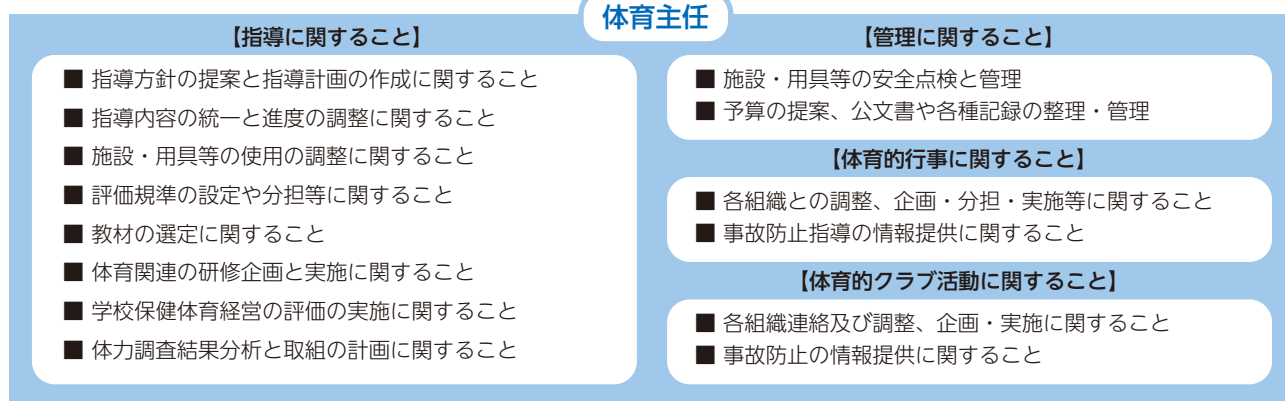 体育主任
【指導に関すること】
■ 指導方針の提案と指導計画の作成に関すること
■ 指導内容の統一と進度の調整に関すること
■ 施設・用具等の使用の調整に関すること
■ 評価規準の設定や分担等に関すること
■ 教材の選定に関すること
■ 体育関連の研修企画と実施に関すること
■ 学校保健体育経営の評価の実施に関すること
■ 体力調査結果分析と取組の計画に関すること
【管理に関すること】
■ 施設・用具等の安全点検と管理
■ 予算の提案、公文書や各種記録の整理・管理
【体育的行事に関すること】
■ 各組織との調整、企画・分担・実施等に関すること
■ 事故防止指導の情報提供に関すること
【体育的クラブ活動に関すること】
■ 各組織連絡及び調整、企画・実施に関すること
■ 事故防止の情報提供に関すること